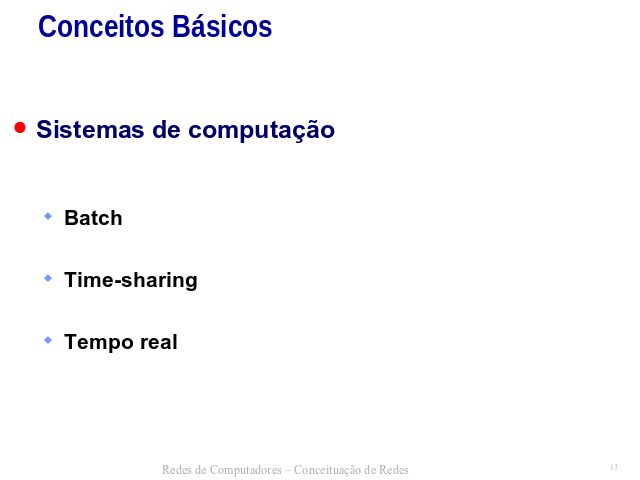 Conceitos Básicos
Sistemas de computação
Batch
Time-sharing
Tempo real
Redes de Computadores – Conceituação de Redes
13